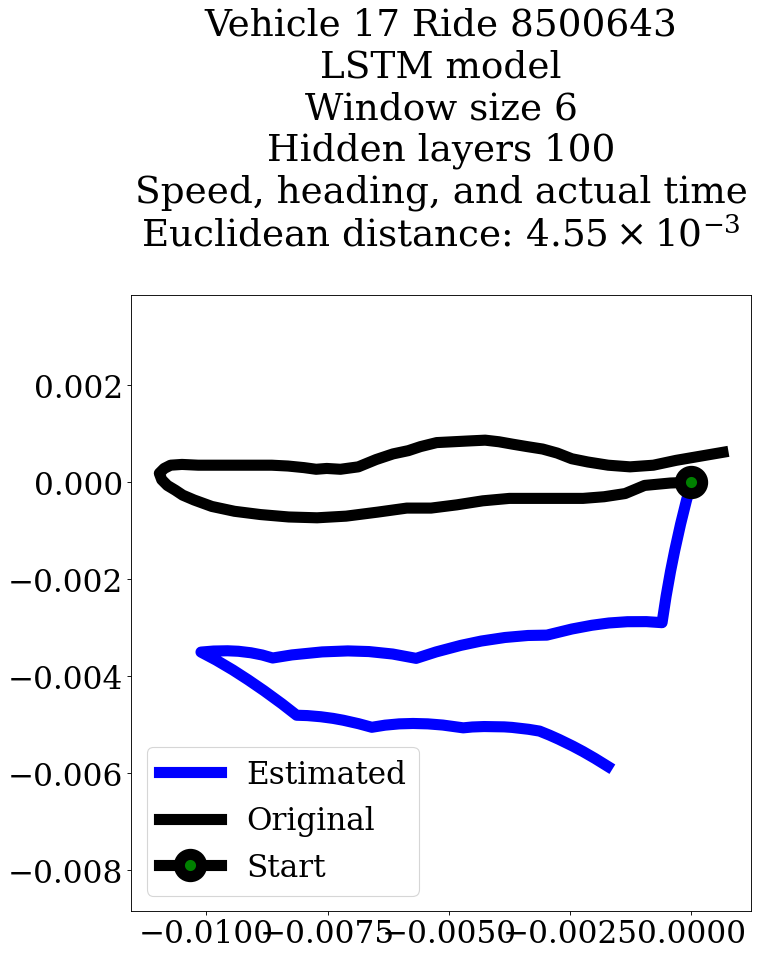 Vehicle 17 Ride 8500643
LSTM model
Window size 6
Hidden layers 100
Speed, heading, and actual time
Euclidean distance: 4.55 × 10⁻³
0.002
0.000
−0.002
−0.004
−0.006
−0.008
Estimated
Original
Start
−0.0100 −0.0075 −0.0050 −0.0025 0.0000